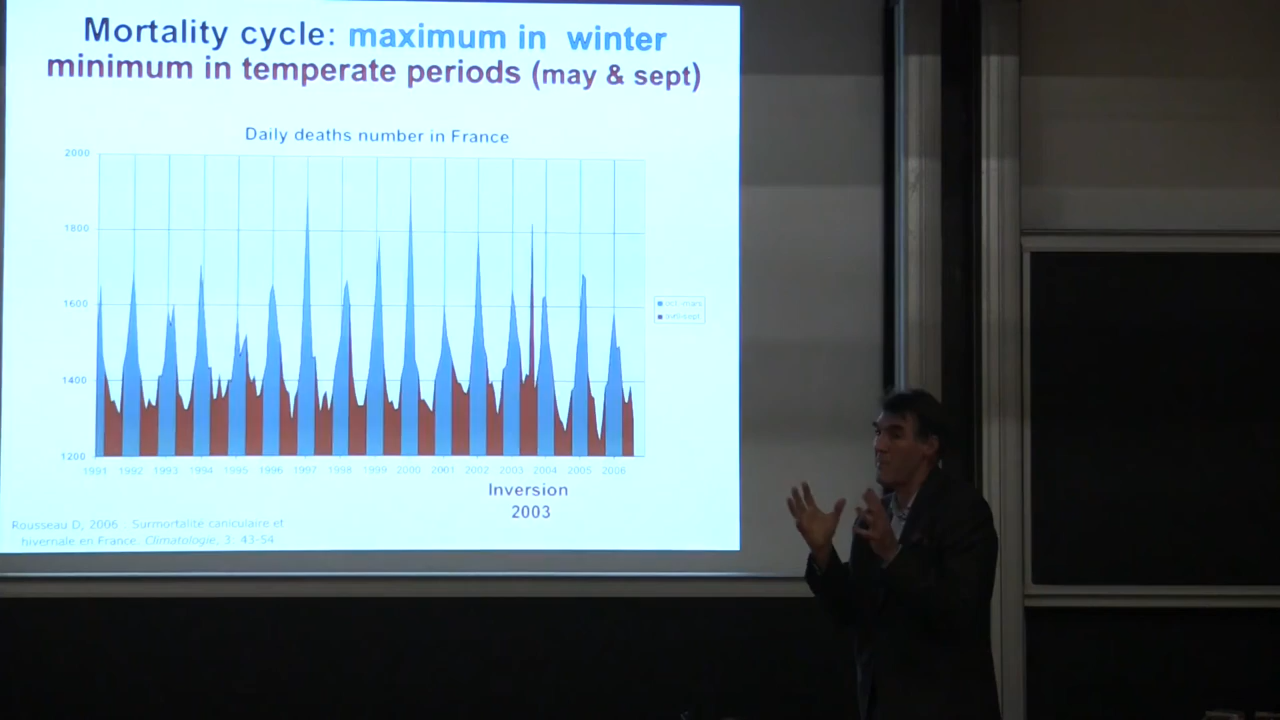 Mortality cycle: maximum in winter
minimum in temperate periods (may & sept)
Daily deaths number in France
2000
1800
1600
1400
1200
1991 1992 1993 1994 1995 1996 1997 1998 1999 2000 2001 2002 2003 2004 2005 2006
Inversion
2003
Rousseau D, 2006 : Surmortalité caniculaire et
hivernale en France. Climatologie, 3: 43-54.